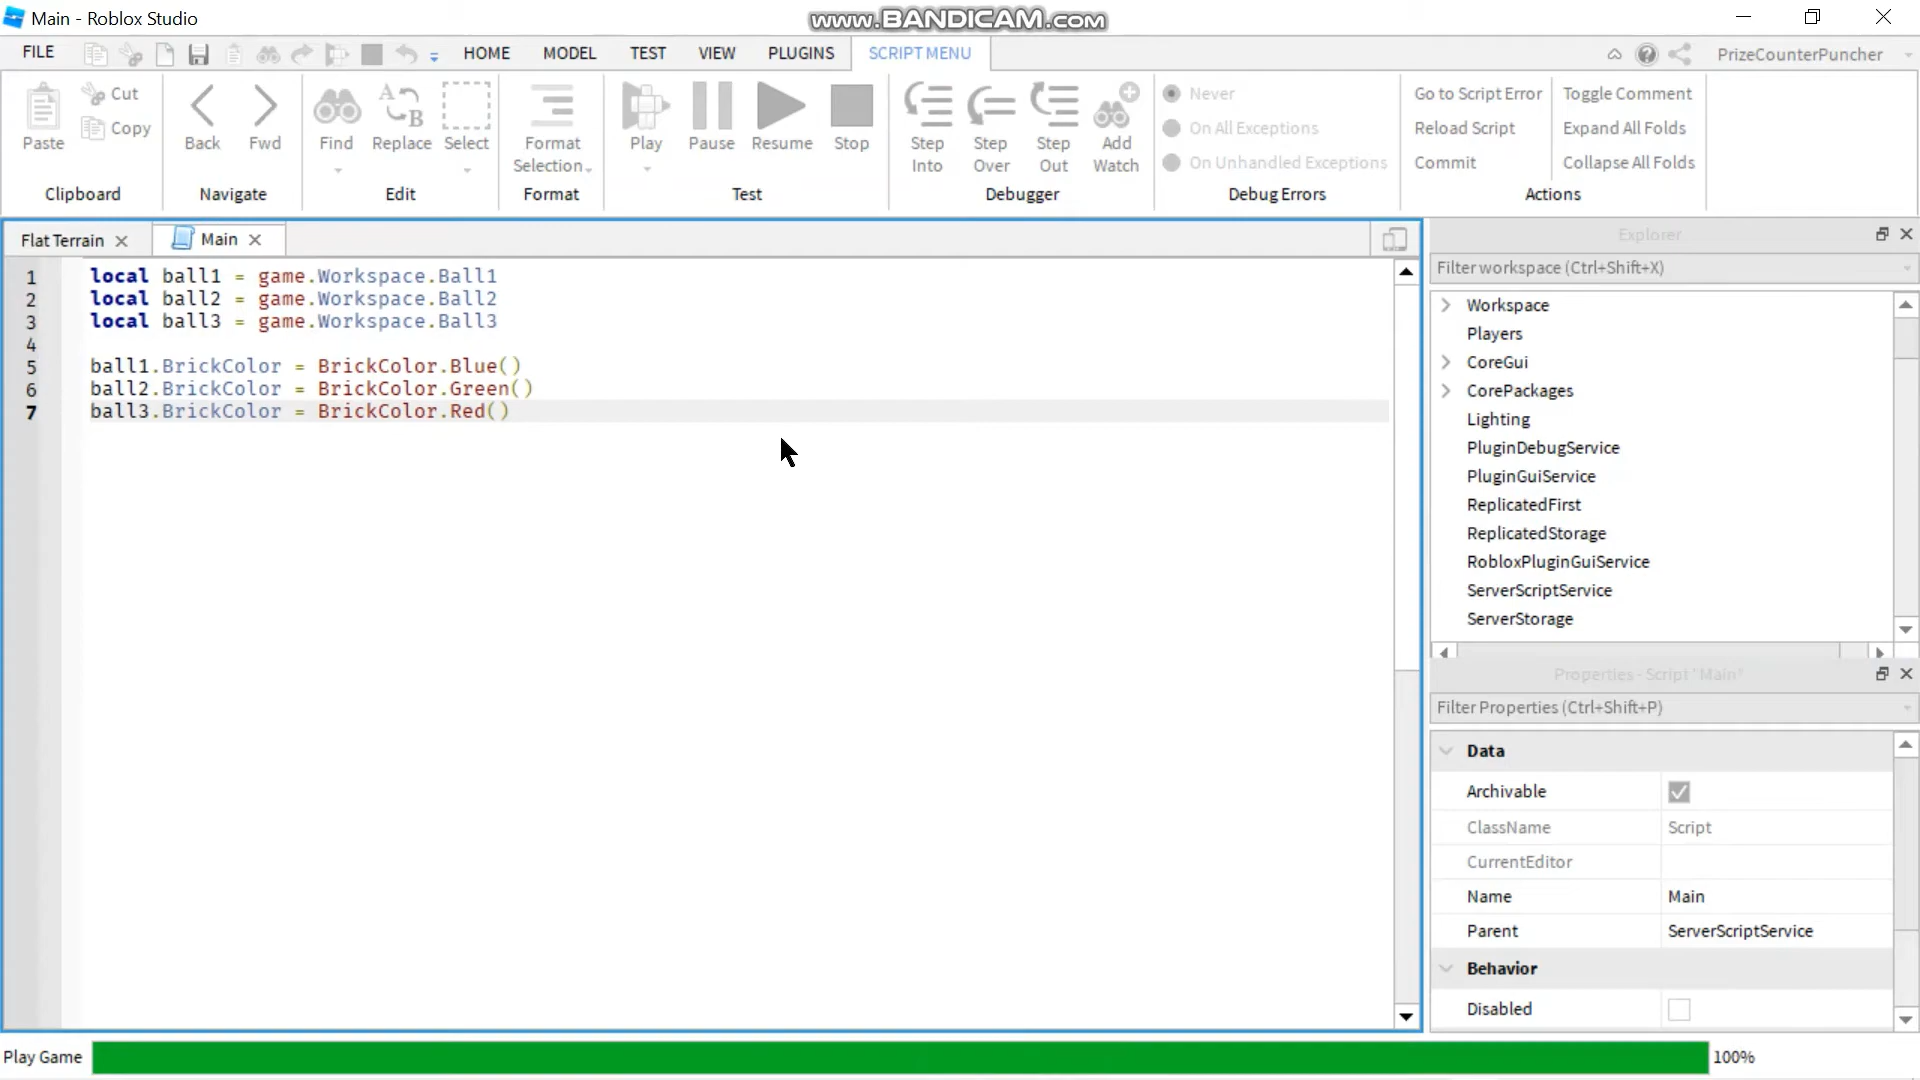 Main - Roblox Studio
www.BANDICAM.com
FILE
HOME
MODEL
TEST
VIEW
PLUGINS
SCRIPT MENU
PrizeCounterPuncher
Paste
Cut
Copy
Clipboard
Back
Fwd
Navigate
Find
Replace
Select
Edit
Format
Selection
Format
Play
Pause
Resume
Stop
Test
Step
Into
Step
Over
Step
Out
Add
Watch
Debugger
Never
On All Exceptions
On Unhandled Exceptions
Debug Errors
Go to Script Error
Reload Script
Commit
Toggle Comment
Expand All Folds
Collapse All Folds
Actions
Flat Terrain
Main
1 local ball1 = game.Workspace.Ball1
2 local ball2 = game.Workspace.Ball2
3 local ball3 = game.Workspace.Ball3
4
5 ball1.BrickColor = BrickColor.Blue()
6 ball2.BrickColor = BrickColor.Green()
7 ball3.BrickColor = BrickColor.Red()
Explorer
Filter workspace (Ctrl+Shift+X)
Workspace
Players
CoreGui
CorePackages
Lighting
PluginDebugService
PluginGuiService
ReplicatedFirst
ReplicatedStorage
RobloxPluginGuiService
ServerScriptService
ServerStorage
Properties - Script "Main"
Filter Properties (Ctrl+Shift+P)
Data
Archivable
ClassName Script
CurrentEditor
Name Main
Parent ServerScriptService
Behavior
Disabled
Play Game
100%